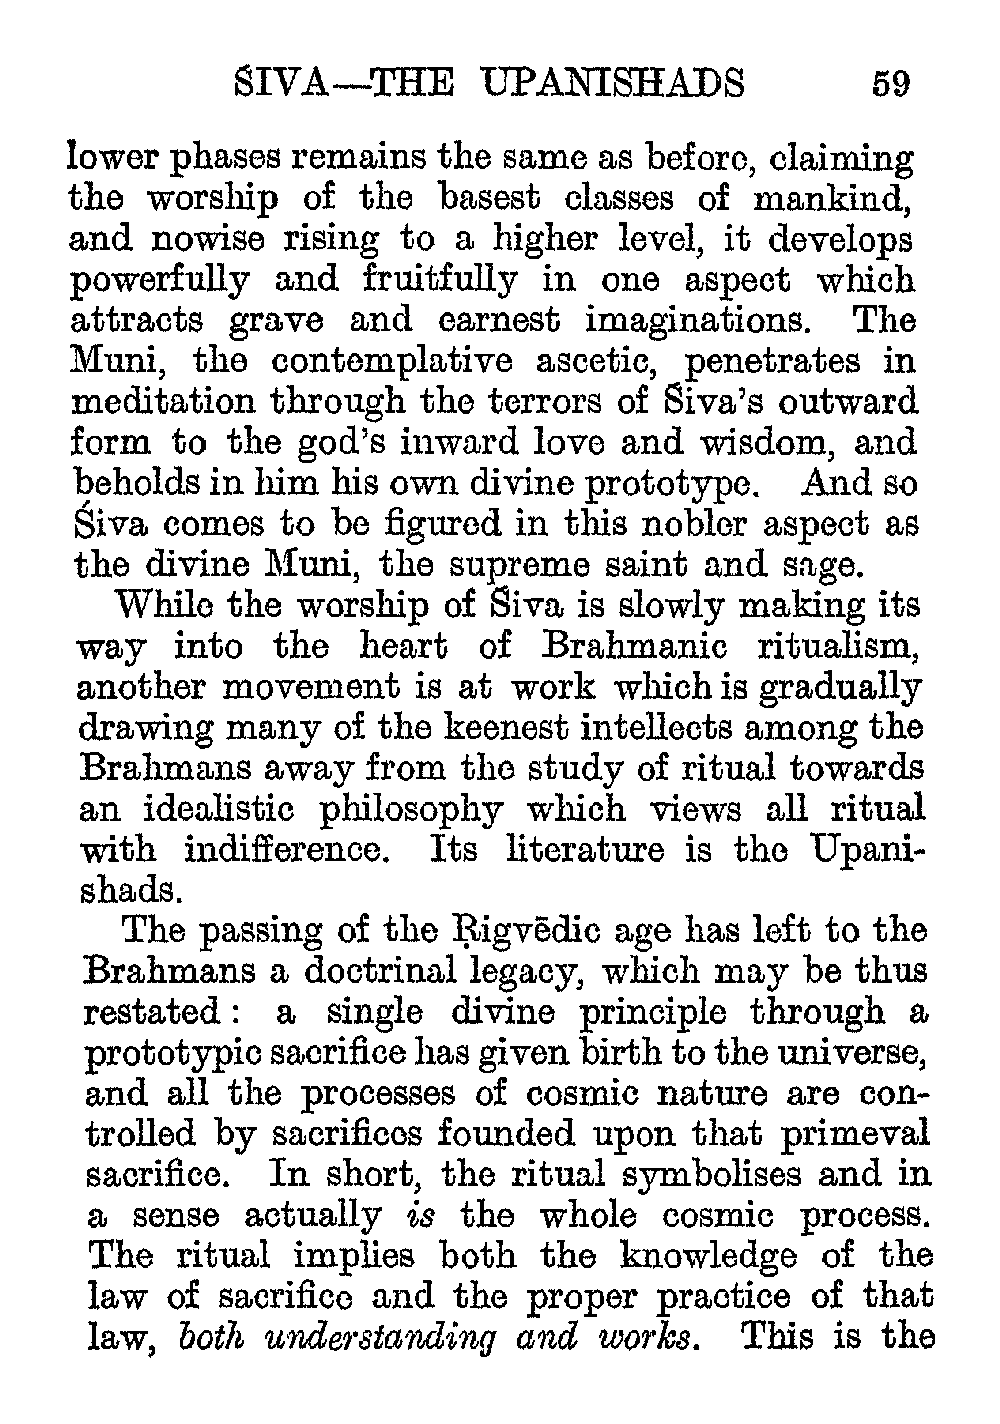 ŚIVA—THE UPANISHADS 59
lower phases remains the same as before, claiming
the worship of the basest classes of mankind,
and nowise rising to a higher level, it develops
powerfully and fruitfully in one aspect which
attracts grave and earnest imaginations. The
Muni, the contemplative ascetic, penetrates in
meditation through the terrors of Śiva's outward
form to the god's inward love and wisdom, and
beholds in him his own divine prototype. And so
Śiva comes to be figured in this nobler aspect as
the divine Muni, the supreme saint and sage.
While the worship of Śiva is slowly making its
way into the heart of Brahmanic ritualism,
another movement is at work which is gradually
drawing many of the keenest intellects among the
Brahmans away from the study of ritual towards
an idealistic philosophy which views all ritual
with indifference. Its literature is the Upani-
shads.
The passing of the Ṛigvēdic age has left to the
Brahmans a doctrinal legacy, which may be thus
restated: a single divine principle through a
prototypic sacrifice has given birth to the universe,
and all the processes of cosmic nature are con-
trolled by sacrifices founded upon that primeval
sacrifice. In short, the ritual symbolises and in
a sense actually is the whole cosmic process.
The ritual implies both the knowledge of the
law of sacrifice and the proper practice of that
law, both understanding and works. This is the